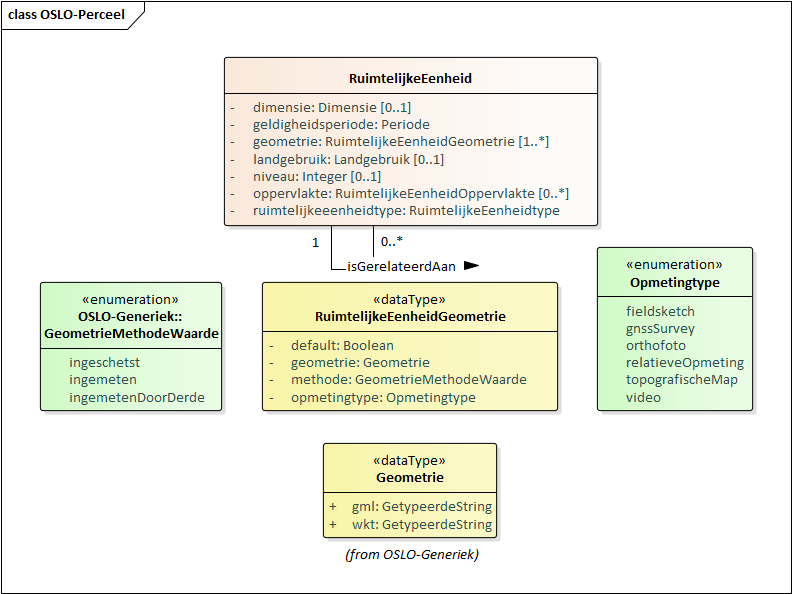 class OSLO-Perceel
RuimtelijkeEenheid
- dimensie: Dimensie [0..1]
- geldigheidsperiode: Periode
- geometrie: RuimtelijkeEenheidGeometrie [1..*]
- landgebruik: Landgebruik [0..1]
- niveau: Integer [0..1]
- oppervlakte: RuimtelijkeEenheidOppervlakte [0..*]
- ruimtelijkeeenheidtype: RuimtelijkeEenheidtype
1
0..*
isGerelateerdAan
«enumeration»
OSLO-Generiek::
GeometrieMethodeWaarde
ingeschetst
ingemeten
ingemetenDoorDerde
«dataType»
RuimtelijkeEenheidGeometrie
- default: Boolean
- geometrie: Geometrie
- methode: GeometrieMethodeWaarde
- opmetingtype: Opmetingtype
«enumeration»
Opmetingtype
fieldsketch
gnssSurvey
orthofoto
relatieveOpmeting
topografischeMap
video
«dataType»
Geometrie
+ gml: GetypeerdeString
+ wkt: GetypeerdeString
(from OSLO-Generiek)